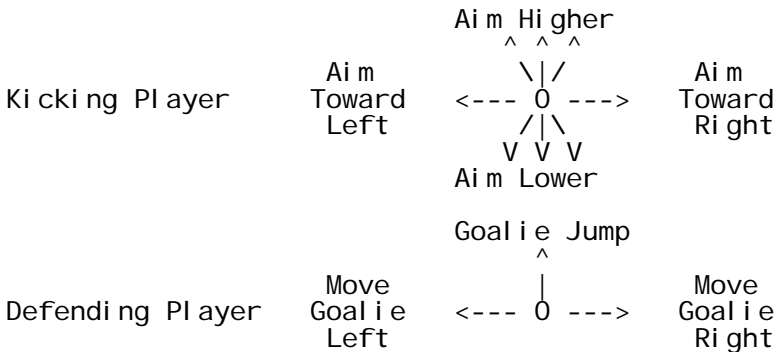 Aim Higher
^ ^ ^
Aim \|/ Aim
Kicking Player Toward <--- O ---> Toward
Left /|\ Right
V V V
Aim Lower
Goalie Jump
^
Move | Move
Defending Player Goalie <--- O ---> Goalie
Left Right